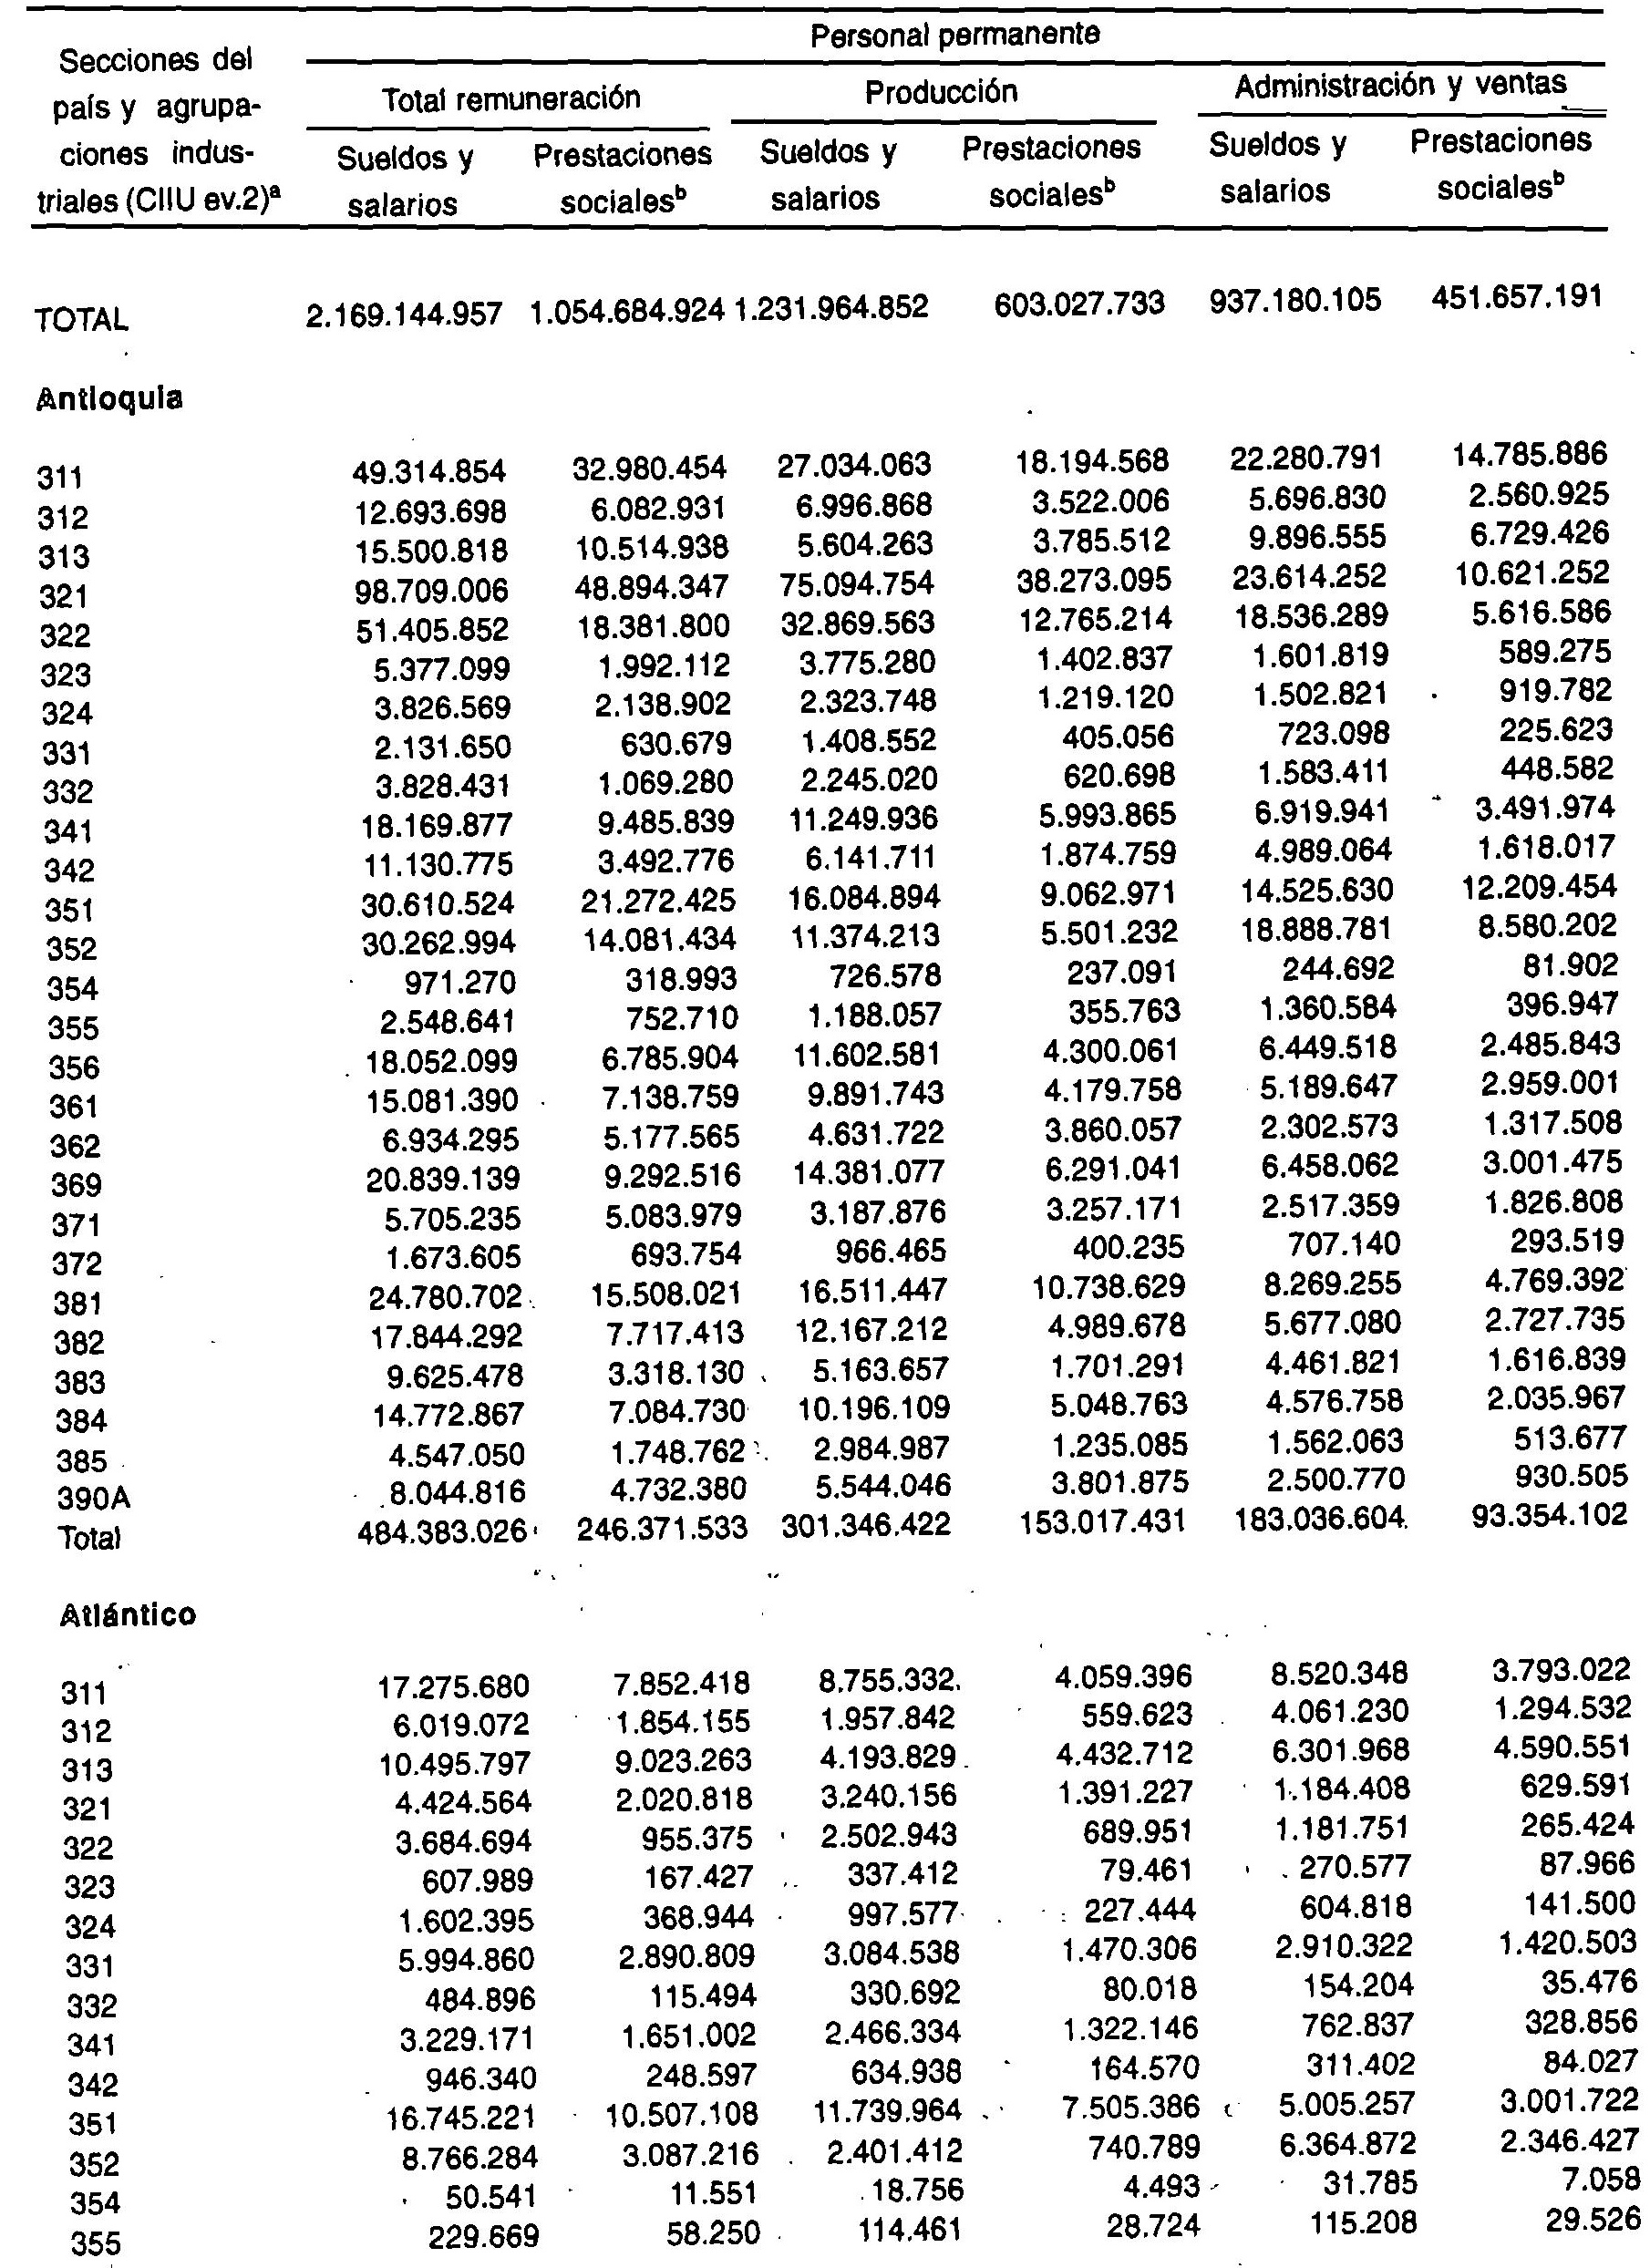 Personal permanente
Secciones del país y agrupaciones industriales (CIIU ev.2)ª
Total remuneración Producción Administración y ventas
Sueldos y salarios Prestaciones socialesᵇ Sueldos y salarios Prestaciones socialesᵇ Sueldos y salarios Prestaciones socialesᵇ
TOTAL 2.169.144.957 1.054.684.924 1.231.964.852 603.027.733 937.180.105 451.657.191
Antioquia
311 49.314.854 32.980.454 27.034.063 18.194.568 22.280.791 14.785.886
312 12.693.698 6.082.931 6.996.868 3.522.006 5.696.830 2.560.925
313 15.500.818 10.514.938 5.604.263 3.785.512 9.896.555 6.729.426
321 98.709.006 48.894.347 75.094.754 38.273.095 23.614.252 10.621.252
322 51.405.852 18.381.800 32.869.563 12.765.214 18.536.289 5.616.586
323 5.377.099 1.992.112 3.775.280 1.402.837 1.601.819 589.275
324 3.826.569 2.138.902 2.323.748 1.219.120 1.502.821 919.782
331 2.131.650 630.679 1.408.552 405.056 723.098 225.623
332 3.828.431 1.069.280 2.245.020 620.698 1.583.411 448.582
341 18.169.877 9.485.839 11.249.936 5.993.865 6.919.941 3.491.974
342 11.130.775 3.492.776 6.141.711 1.874.759 4.989.064 1.618.017
351 30.610.524 21.272.425 16.084.894 9.062.971 14.525.630 12.209.454
352 30.262.994 14.081.434 11.374.213 5.501.232 18.888.781 8.580.202
354 971.270 318.993 726.578 237.091 244.692 81.902
355 2.548.641 752.710 1.188.057 355.763 1.360.584 396.947
356 18.052.099 6.785.904 11.602.581 4.300.061 6.449.518 2.485.843
361 15.081.390 7.138.759 9.891.743 4.179.758 5.189.647 2.959.001
362 6.934.295 5.177.565 4.631.722 3.860.057 2.302.573 1.317.508
369 20.839.139 9.292.516 14.381.077 6.291.041 6.458.062 3.001.475
371 5.705.235 5.083.979 3.187.876 3.257.171 2.517.359 1.826.808
372 1.673.605 693.754 966.465 400.235 707.140 293.519
381 24.780.702 15.508.021 16.511.447 10.738.629 8.269.255 4.769.392
382 17.844.292 7.717.413 12.167.212 4.989.678 5.677.080 2.727.735
383 9.625.478 3.318.130 5.163.657 1.701.291 4.461.821 1.616.839
384 14.772.867 7.084.730 10.196.109 5.048.763 4.576.758 2.035.967
385 4.547.050 1.748.762 2.984.987 1.235.085 1.562.063 513.677
390A 8.044.816 4.732.380 5.544.046 3.801.875 2.500.770 930.505
Total 484.383.026 246.371.533 301.346.422 153.017.431 183.036.604 93.354.102
Atlántico
311 17.275.680 7.852.418 8.755.332 4.059.396 8.520.348 3.793.022
312 6.019.072 1.854.155 1.957.842 559.623 4.061.230 1.294.532
313 10.495.797 9.023.263 4.193.829 4.432.712 6.301.968 4.590.551
321 4.424.564 2.020.818 3.240.156 1.391.227 1.184.408 629.591
322 3.684.694 955.375 2.502.943 689.951 1.181.751 265.424
323 607.989 167.427 337.412 79.461 270.577 87.966
324 1.602.395 368.944 997.577 227.444 604.818 141.500
331 5.994.860 2.890.809 3.084.538 1.470.306 2.910.322 1.420.503
332 484.896 115.494 330.692 80.018 154.204 35.476
341 3.229.171 1.651.002 2.466.334 1.322.146 762.837 328.856
342 946.340 248.597 634.938 164.570 311.402 84.027
351 16.745.221 10.507.108 11.739.964 7.505.386 5.005.257 3.001.722
352 8.766.284 3.087.216 2.401.412 740.789 6.364.872 2.346.427
354 50.541 11.551 18.756 4.493 31.785 7.058
355 229.669 58.250 114.461 28.724 115.208 29.526